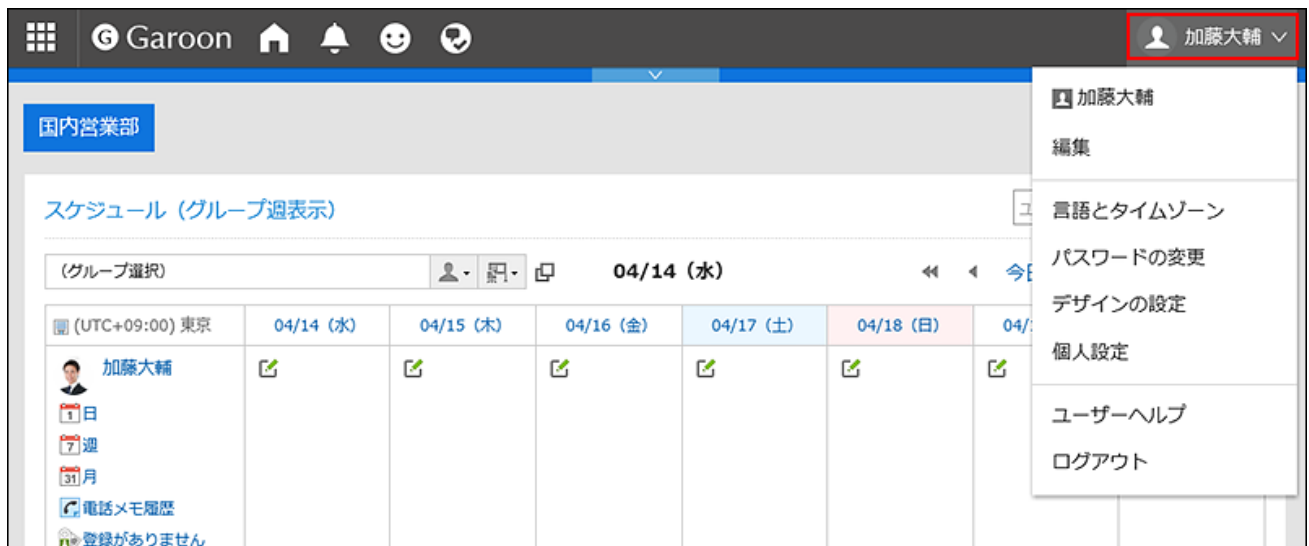 G Garoon
加藤大輔
加藤大輔
編集
言語とタイムゾーン
パスワードの変更
デザインの設定
個人設定
ユーザーヘルプ
ログアウト
国内営業部
スケジュール（グループ週表示）
（グループ選択）
04/14（水）
(UTC+09:00) 東京
04/14（水）
04/15（木）
04/16（金）
04/17（土）
04/18（日）
04/
加藤大輔
1 日
7 週
31 月
電話メモ履歴
登録がありません